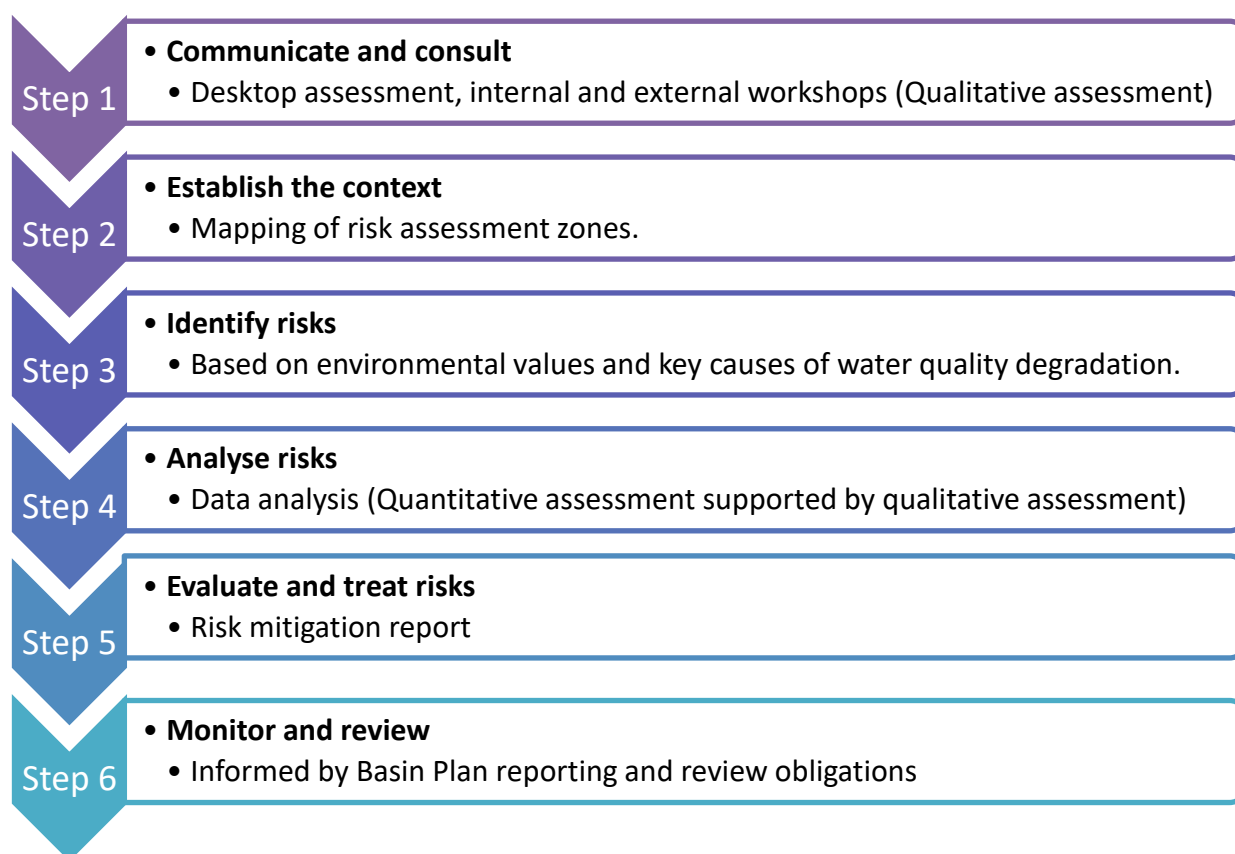 Step 1
• Communicate and consult
• Desktop assessment, internal and external workshops (Qualitative assessment)
Step 2
• Establish the context
• Mapping of risk assessment zones.
Step 3
• Identify risks
• Based on environmental values and key causes of water quality degradation.
Step 4
• Analyse risks
• Data analysis (Quantitative assessment supported by qualitative assessment)
Step 5
• Evaluate and treat risks
• Risk mitigation report
Step 6
• Monitor and review
• Informed by Basin Plan reporting and review obligations